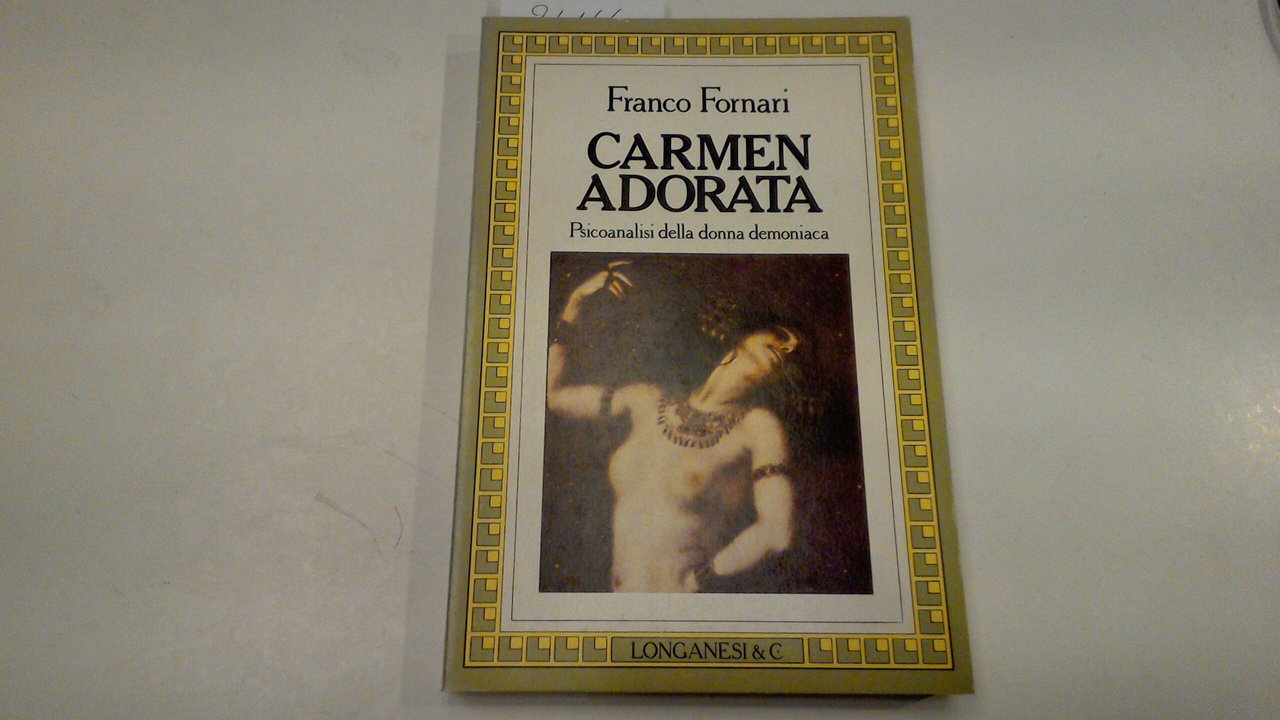 Franco Fornari
CARMEN
ADORATA
Psicoanalisi della donna demoniaca
LONGANESI & C